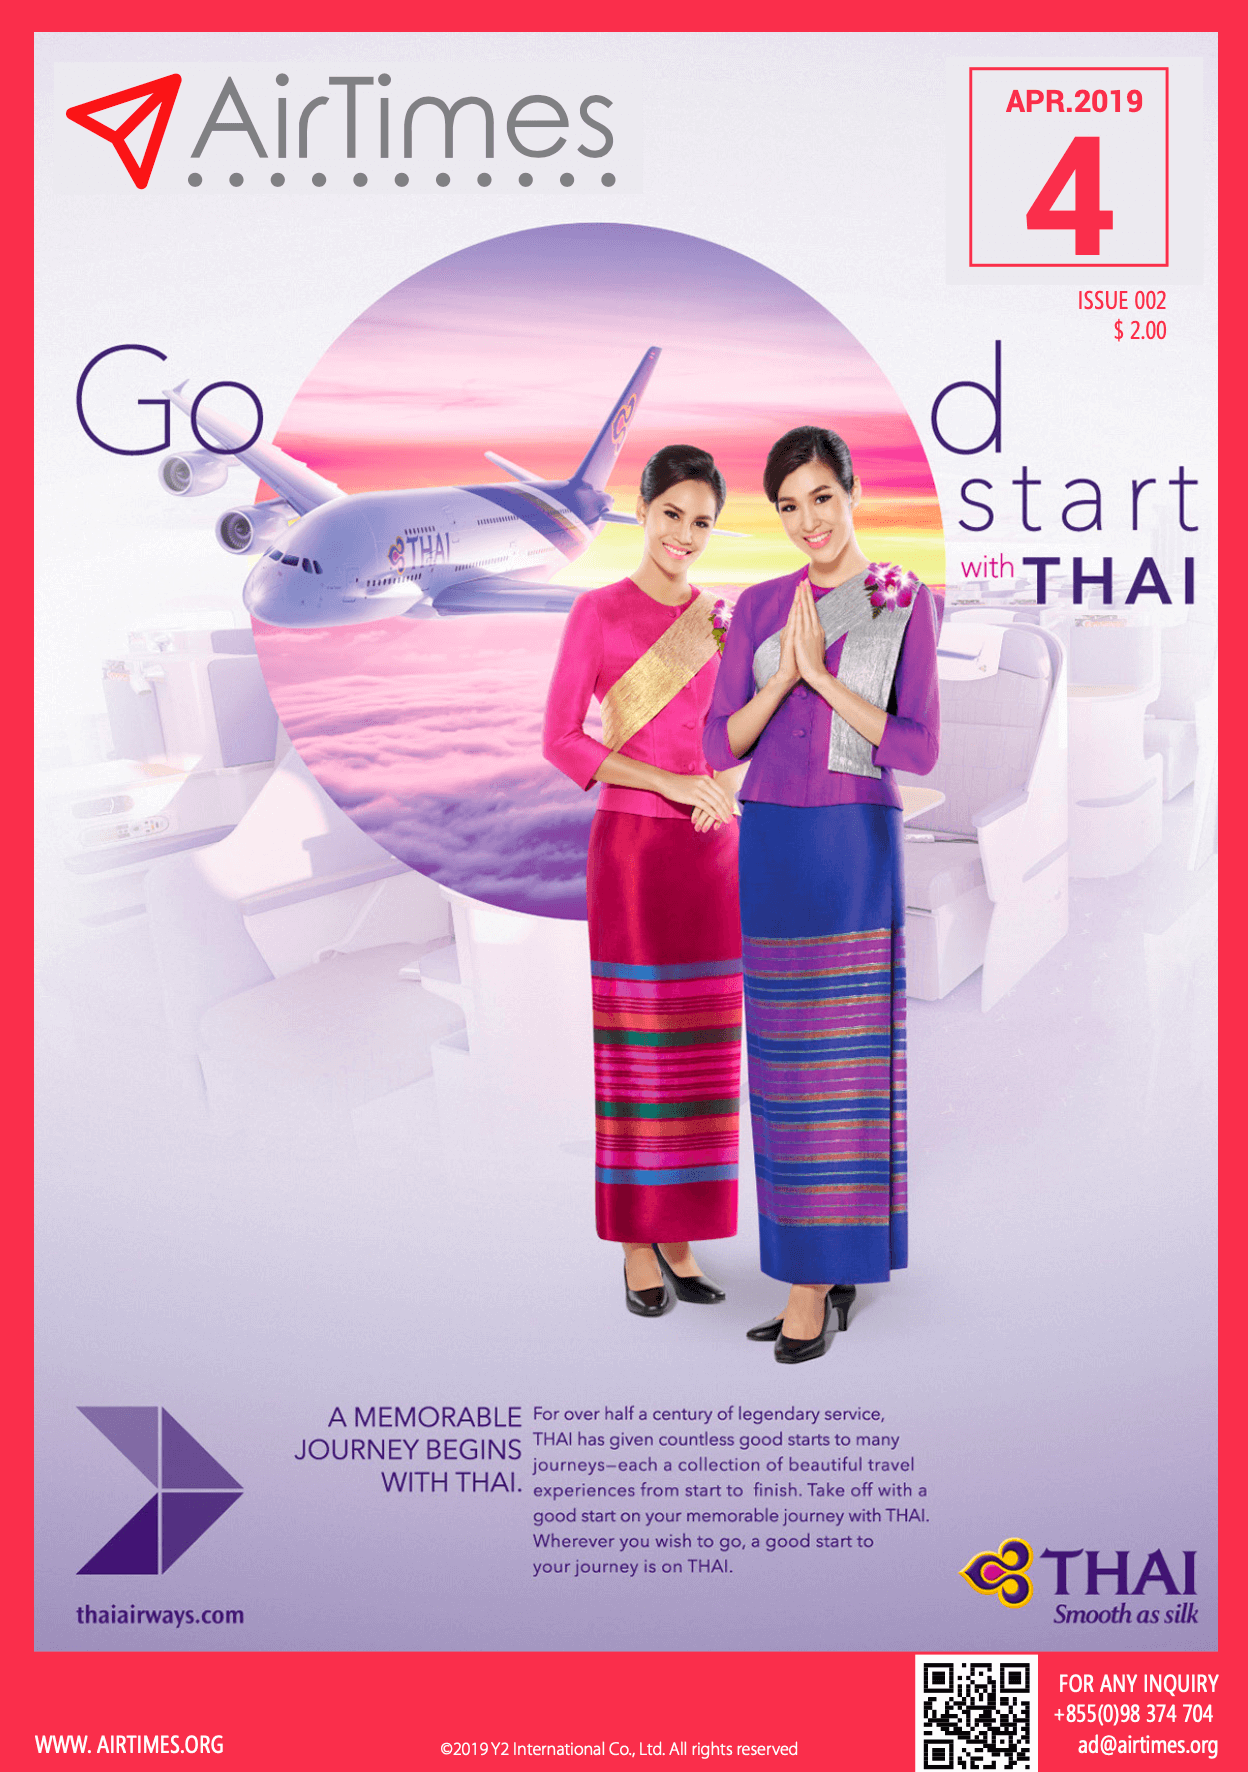 AirTimes
APR.2019
4
ISSUE 002
$ 2.00
Go d
start
with THAI
THAI
A MEMORABLE
JOURNEY BEGINS
WITH THAI.
For over half a century of legendary service,
THAI has given countless good starts to many
journeys—each a collection of beautiful travel
experiences from start to finish. Take off with a
good start on your memorable journey with THAI.
Wherever you wish to go, a good start to
your journey is on THAI.
thaiairways.com
THAI
Smooth as silk
FOR ANY INQUIRY
+855(0)98 374 704
ad@airtimes.org
WWW. AIRTIMES.ORG
©2019 Y2 International Co., Ltd. All rights reserved